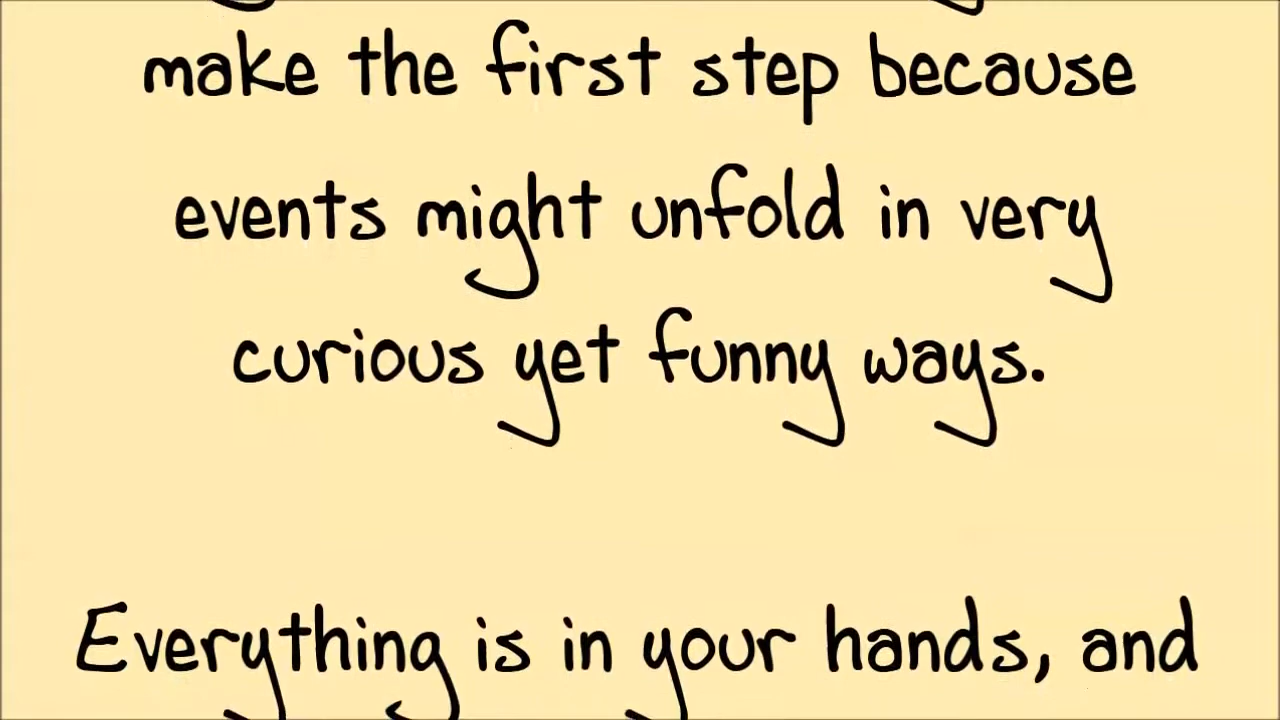 make the first step because
events might unfold in very
curious yet funny ways.
Everything is in your hands, and